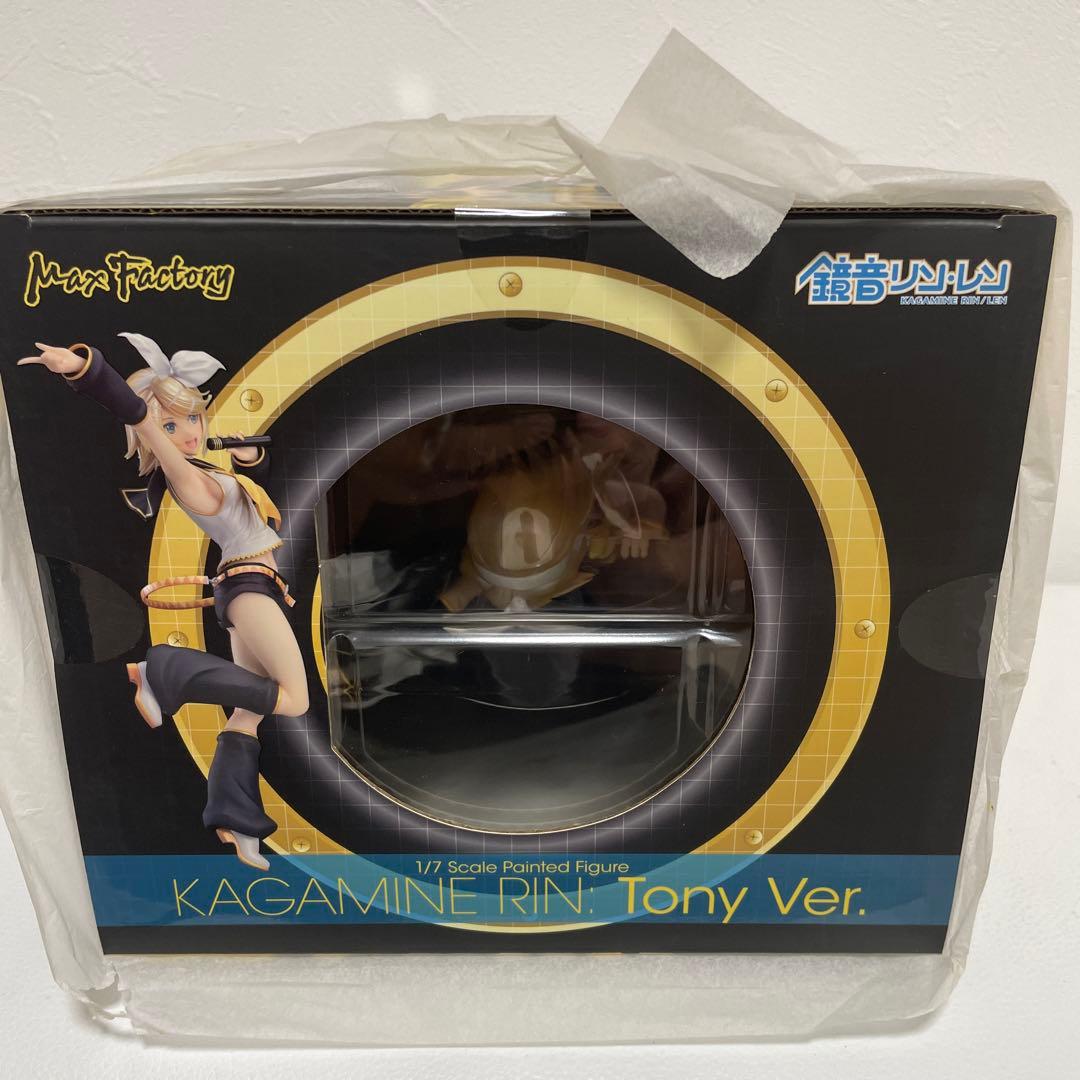 Max Factory
鏡音リン・レン
KAGAMINE RIN/LEN
1/7 Scale Painted Figure
KAGAMINE RIN: Tony Ver.